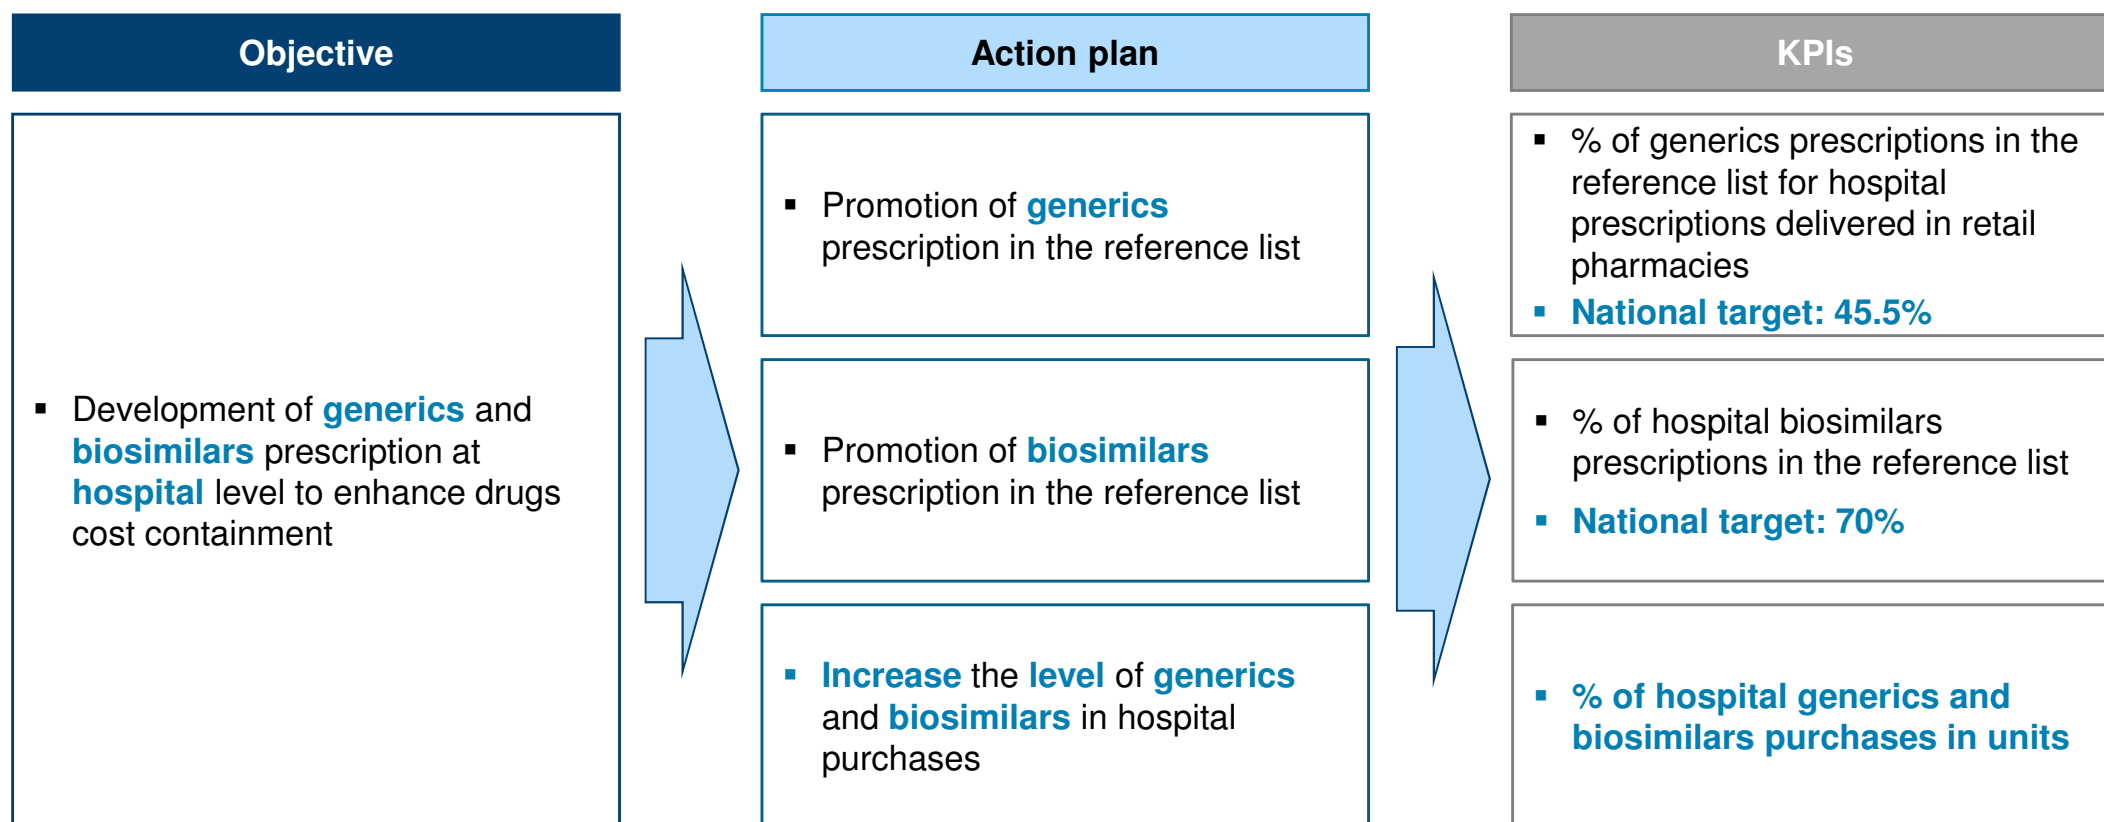 Objective
Action plan
KPIs
▪ Development of generics and
biosimilars prescription at
hospital level to enhance drugs
cost containment
▪ Promotion of generics
prescription in the reference list
▪ Promotion of biosimilars
prescription in the reference list
▪ Increase the level of generics
and biosimilars in hospital
purchases
▪ % of generics prescriptions in the
reference list for hospital
prescriptions delivered in retail
pharmacies
▪ National target: 45.5%
▪ % of hospital biosimilars
prescriptions in the reference list
▪ National target: 70%
▪ % of hospital generics and
biosimilars purchases in units